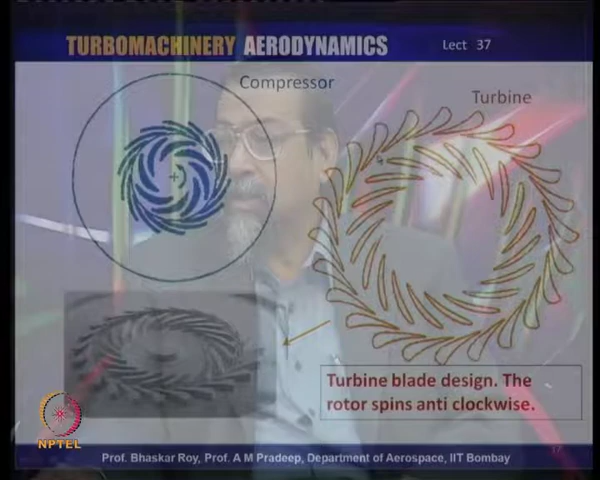 TURBOMACHINERY AERODYNAMICS
Lect 37
Compressor
Turbine
Turbine blade design. The
rotor spins anti clockwise.
NPTEL
Prof. Bhaskar Roy, Prof. A M Pradeep, Department of Aerospace, IIT Bombay